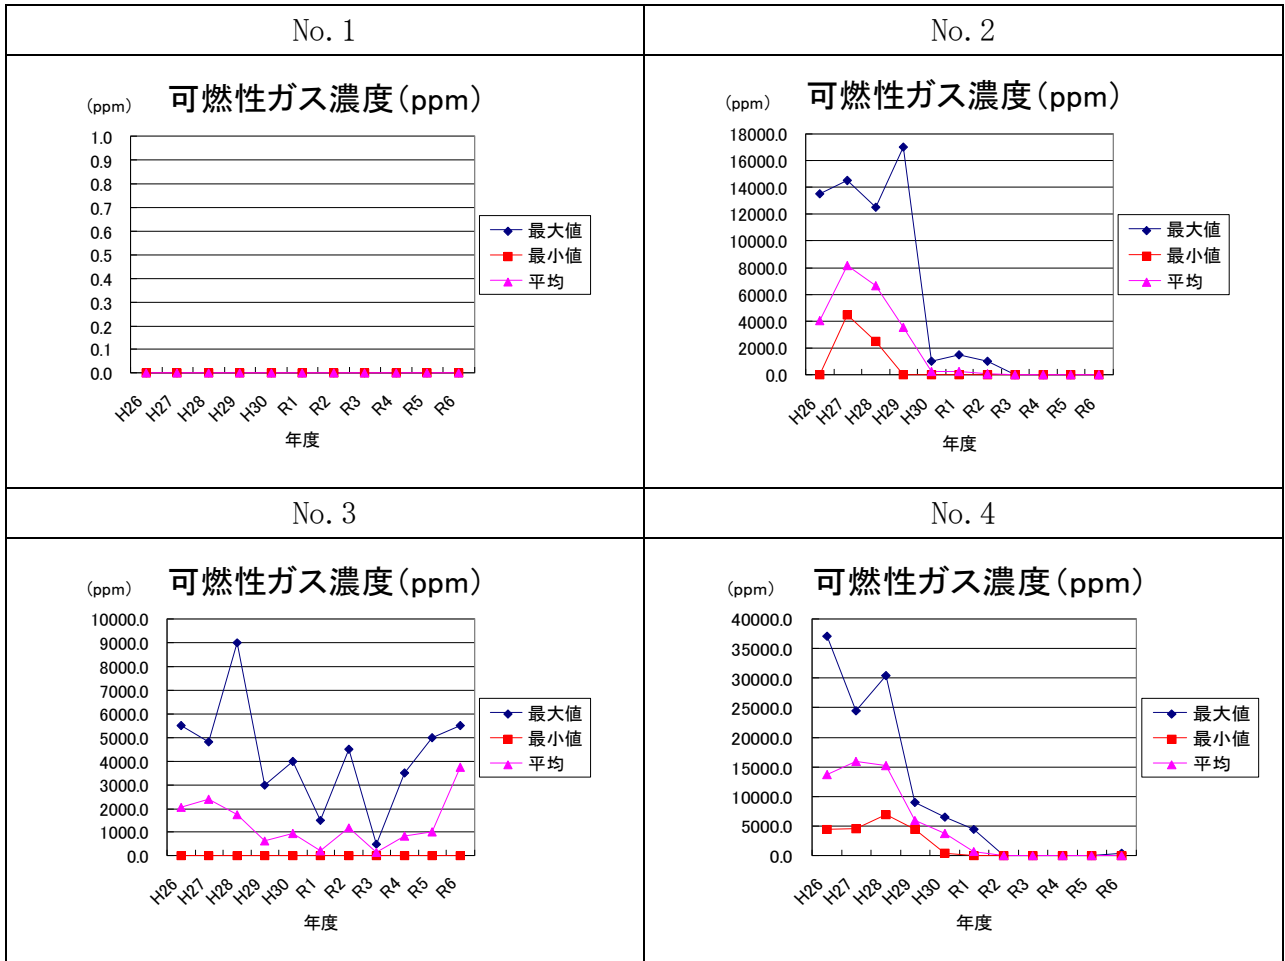 No. 1
No. 2
(ppm) 可燃性ガス濃度(ppm)
1.0
0.9
0.8
0.7
0.6
0.5
0.4
0.3
0.2
0.1
0.0
H26 H27 H28 H29 H30 R1 R2 R3 R4 R5 R6
年度
最大値
最小値
平均
(ppm) 可燃性ガス濃度(ppm)
18000.0
16000.0
14000.0
12000.0
10000.0
8000.0
6000.0
4000.0
2000.0
0.0
H26 H27 H28 H29 H30 R1 R2 R3 R4 R5 R6
年度
最大値
最小値
平均
No. 3
No. 4
(ppm) 可燃性ガス濃度(ppm)
10000.0
9000.0
8000.0
7000.0
6000.0
5000.0
4000.0
3000.0
2000.0
1000.0
0.0
H26 H27 H28 H29 H30 R1 R2 R3 R4 R5 R6
年度
最大値
最小値
平均
(ppm) 可燃性ガス濃度(ppm)
40000.0
35000.0
30000.0
25000.0
20000.0
15000.0
10000.0
5000.0
0.0
H26 H27 H28 H29 H30 R1 R2 R3 R4 R5 R6
年度
最大値
最小値
平均